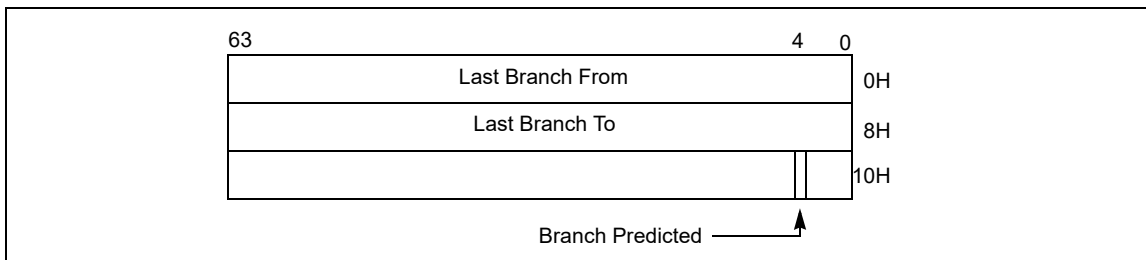 63 4 0
Last Branch From 0H
Last Branch To 8H
10H
Branch Predicted